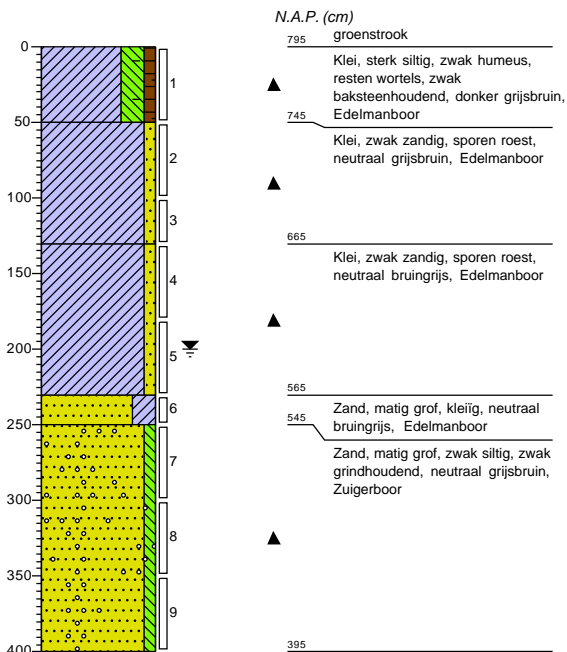 N.A.P. (cm)
0
795
groenstrook
Klei, sterk siltig, zwak humeus,
resten wortels, zwak
baksteenhoudend, donker grijsbruin,
Edelmanboor
1
50
745
Klei, zwak zandig, sporen roest,
neutraal grijsbruin, Edelmanboor
2
100
3
665
Klei, zwak zandig, sporen roest,
neutraal bruingrijs, Edelmanboor
150
4
200
5
565
Zand, matig grof, kleiïg, neutraal
bruingrijs, Edelmanboor
6
250
545
Zand, matig grof, zwak siltig, zwak
grindhoudend, neutraal grijsbruin,
Zuigerboor
7
300
8
350
9
400
395